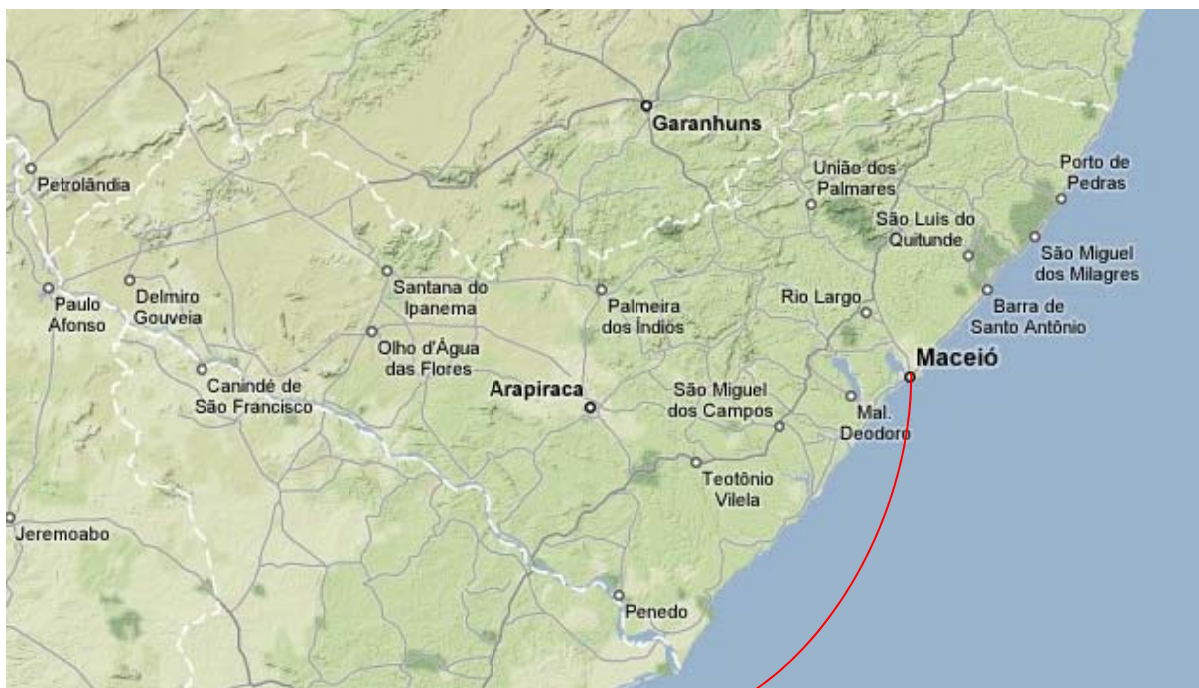 Garanhuns
Petrolândia
União dos
Palmares
Porto de
Pedras
São Luis do
Quitunde
São Miguel
dos Milagres
Paulo
Afonso
Delmiro
Gouveia
Santana do
Ipanema
Palmeira
dos Índios
Rio Largo
Barra de
Santo Antônio
Olho d'Água
das Flores
Maceió
Canindé de
São Francisco
Arapiraca
São Miguel
dos Campos
Mal.
Deodoro
Teotônio
Vilela
Jeremoabo
Penedo